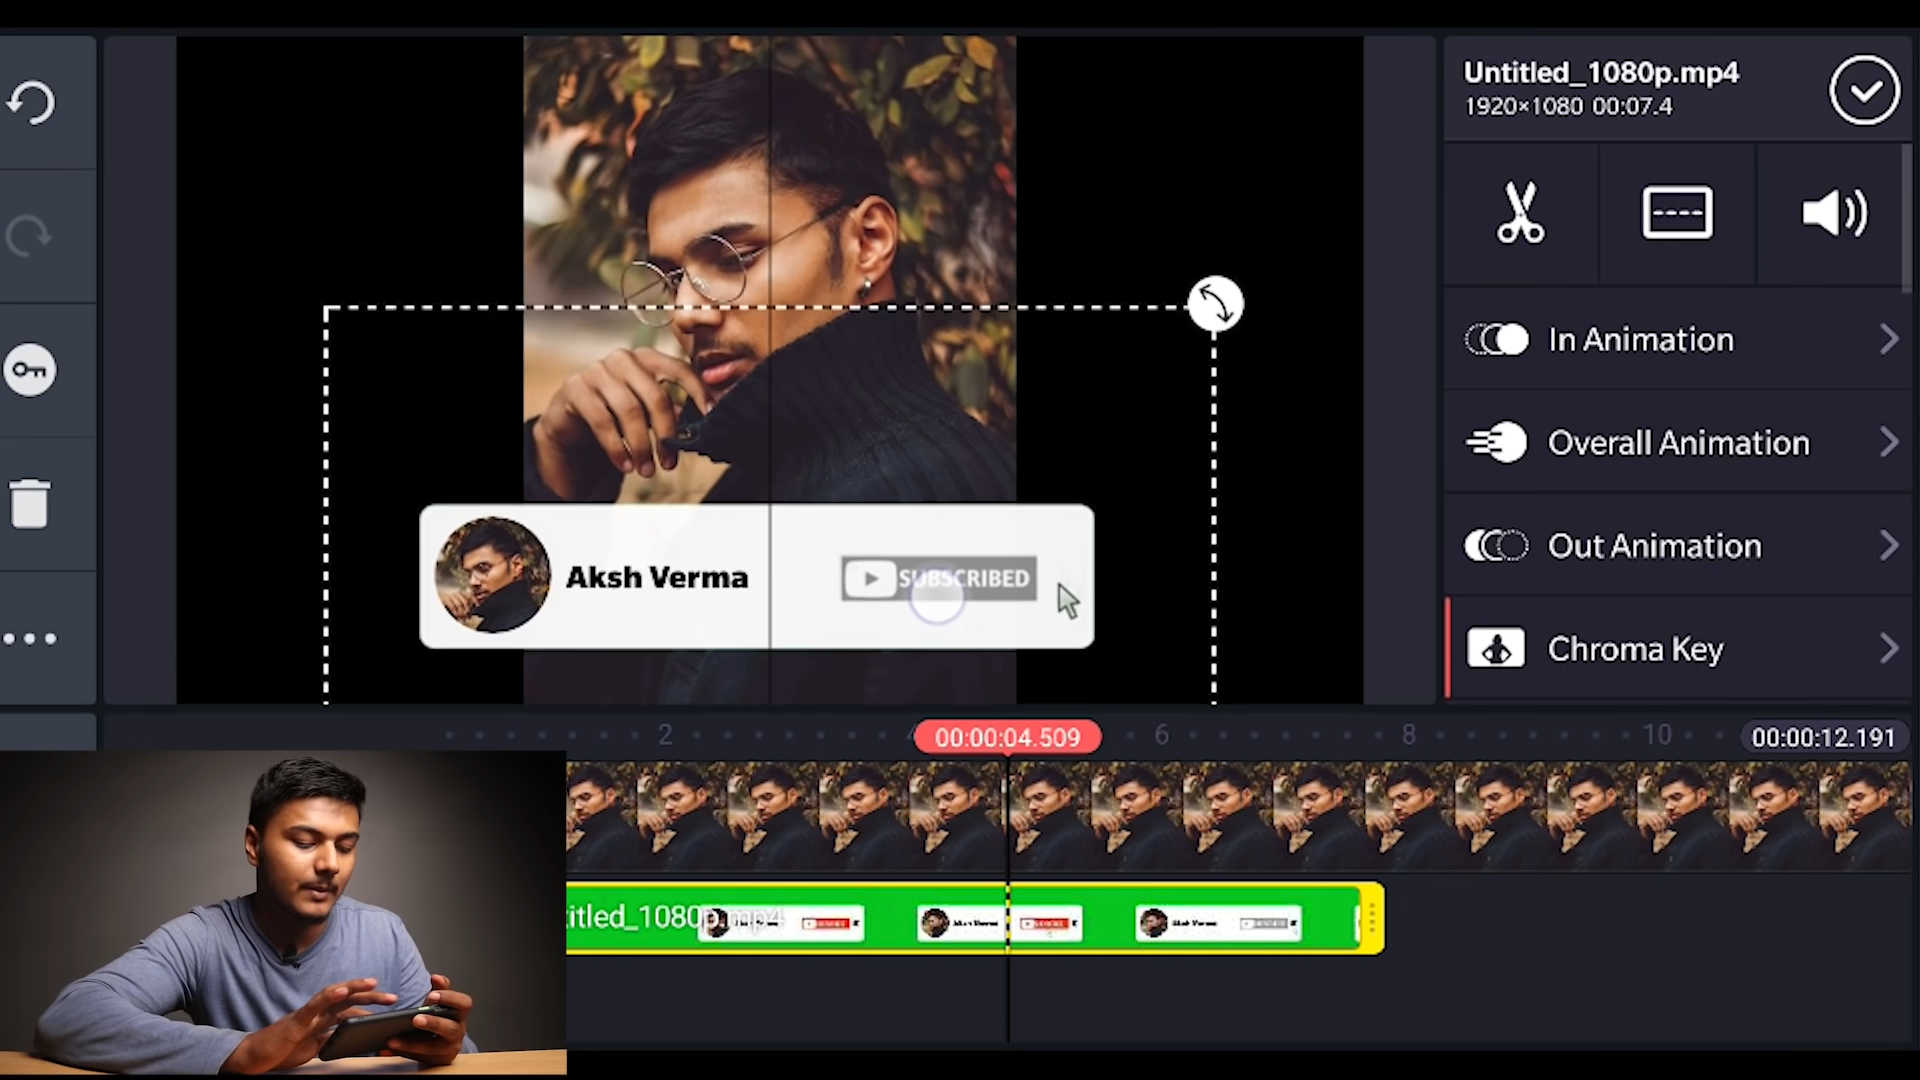 Untitled_1080p.mp4
1920×1080 00:07.4
In Animation
Overall Animation
Out Animation
Chroma Key
Aksh Verma
SUBSCRIBED
2
00:00:04.509
6
8
10
00:00:12.191
titled_1080p.mp4